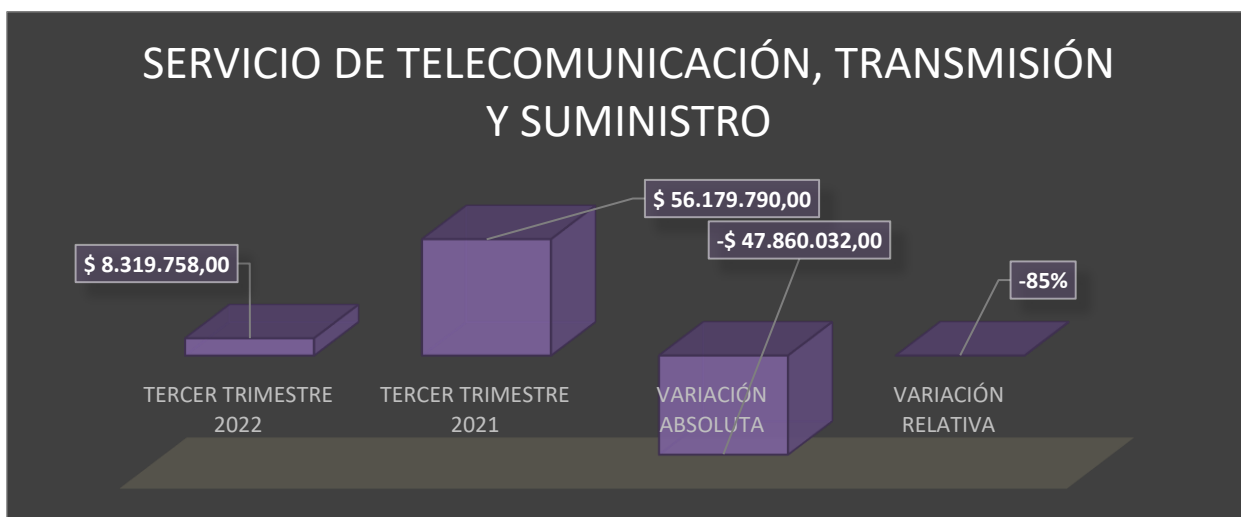 SERVICIO DE TELECOMUNICACIÓN, TRANSMISIÓN
Y SUMINISTRO
$ 56.179.790,00
-$ 47.860.032,00
$ 8.319.758,00
-85%
TERCER TRIMESTRE
2022
TERCER TRIMESTRE
2021
VARIACIÓN
ABSOLUTA
VARIACIÓN
RELATIVA